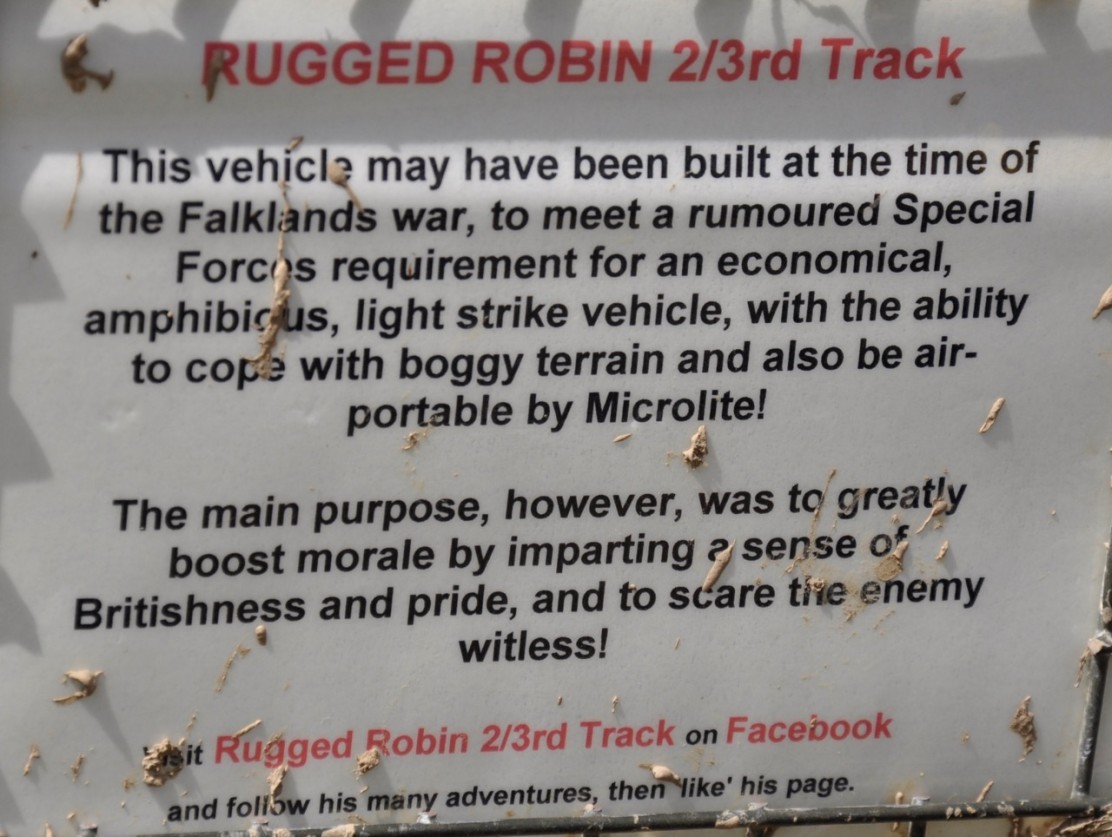 RUGGED ROBIN 2/3rd Track
This vehicle may have been built at the time of
the Falklands war, to meet a rumoured Special
Forces requirement for an economical,
amphibious, light strike vehicle, with the ability
to cope with boggy terrain and also be air-
portable by Microlite!
The main purpose, however, was to greatly
boost morale by imparting a sense of
Britishness and pride, and to scare the enemy
witless!
Visit Rugged Robin 2/3rd Track on Facebook
and follow his many adventures, then 'like' his page.